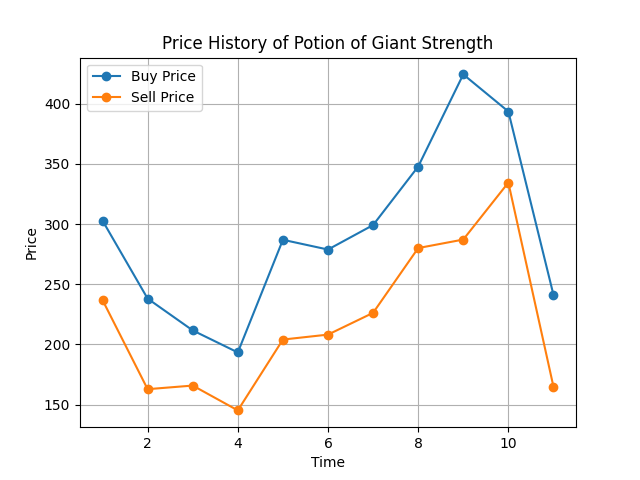 Price History of Potion of Giant Strength
Buy Price
Sell Price
400
350
300
250
200
150
Price
2 4 6 8 10
Time